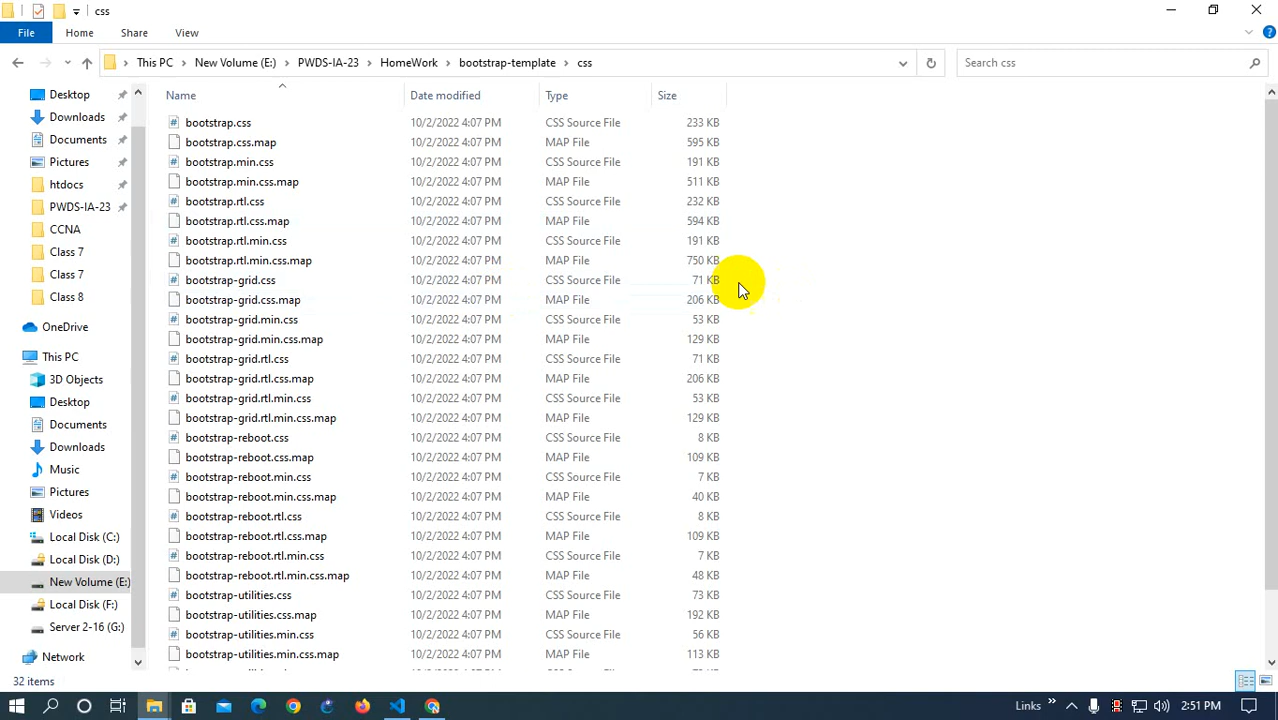 css
File Home Share View
This PC New Volume (E:) PWDS-IA-23 HomeWork bootstrap-template css
Search css
Name Date modified Type Size
Desktop
Downloads
Documents
Pictures
htdocs
PWDS-IA-23
CCNA
Class 7
Class 7
Class 8
OneDrive
This PC
3D Objects
Desktop
Documents
Downloads
Music
Pictures
Videos
Local Disk (C:)
Local Disk (D:)
New Volume (E:)
Local Disk (F:)
Server 2-16 (G:)
Network
bootstrap.css 10/2/2022 4:07 PM CSS Source File 233 KB
bootstrap.css.map 10/2/2022 4:07 PM MAP File 595 KB
bootstrap.min.css 10/2/2022 4:07 PM CSS Source File 191 KB
bootstrap.min.css.map 10/2/2022 4:07 PM MAP File 511 KB
bootstrap.rtl.css 10/2/2022 4:07 PM CSS Source File 232 KB
bootstrap.rtl.css.map 10/2/2022 4:07 PM MAP File 594 KB
bootstrap.rtl.min.css 10/2/2022 4:07 PM CSS Source File 191 KB
bootstrap.rtl.min.css.map 10/2/2022 4:07 PM MAP File 750 KB
bootstrap-grid.css 10/2/2022 4:07 PM CSS Source File 71 KB
bootstrap-grid.css.map 10/2/2022 4:07 PM MAP File 206 KB
bootstrap-grid.min.css 10/2/2022 4:07 PM CSS Source File 53 KB
bootstrap-grid.min.css.map 10/2/2022 4:07 PM MAP File 129 KB
bootstrap-grid.rtl.css 10/2/2022 4:07 PM CSS Source File 71 KB
bootstrap-grid.rtl.css.map 10/2/2022 4:07 PM MAP File 206 KB
bootstrap-grid.rtl.min.css 10/2/2022 4:07 PM CSS Source File 53 KB
bootstrap-grid.rtl.min.css.map 10/2/2022 4:07 PM MAP File 129 KB
bootstrap-reboot.css 10/2/2022 4:07 PM CSS Source File 8 KB
bootstrap-reboot.css.map 10/2/2022 4:07 PM MAP File 109 KB
bootstrap-reboot.min.css 10/2/2022 4:07 PM CSS Source File 7 KB
bootstrap-reboot.min.css.map 10/2/2022 4:07 PM MAP File 40 KB
bootstrap-reboot.rtl.css 10/2/2022 4:07 PM CSS Source File 8 KB
bootstrap-reboot.rtl.css.map 10/2/2022 4:07 PM MAP File 109 KB
bootstrap-reboot.rtl.min.css 10/2/2022 4:07 PM CSS Source File 7 KB
bootstrap-reboot.rtl.min.css.map 10/2/2022 4:07 PM MAP File 48 KB
bootstrap-utilities.css 10/2/2022 4:07 PM CSS Source File 73 KB
bootstrap-utilities.css.map 10/2/2022 4:07 PM MAP File 192 KB
bootstrap-utilities.min.css 10/2/2022 4:07 PM CSS Source File 56 KB
bootstrap-utilities.min.css.map 10/2/2022 4:07 PM MAP File 113 KB
32 items
Links 2:51 PM